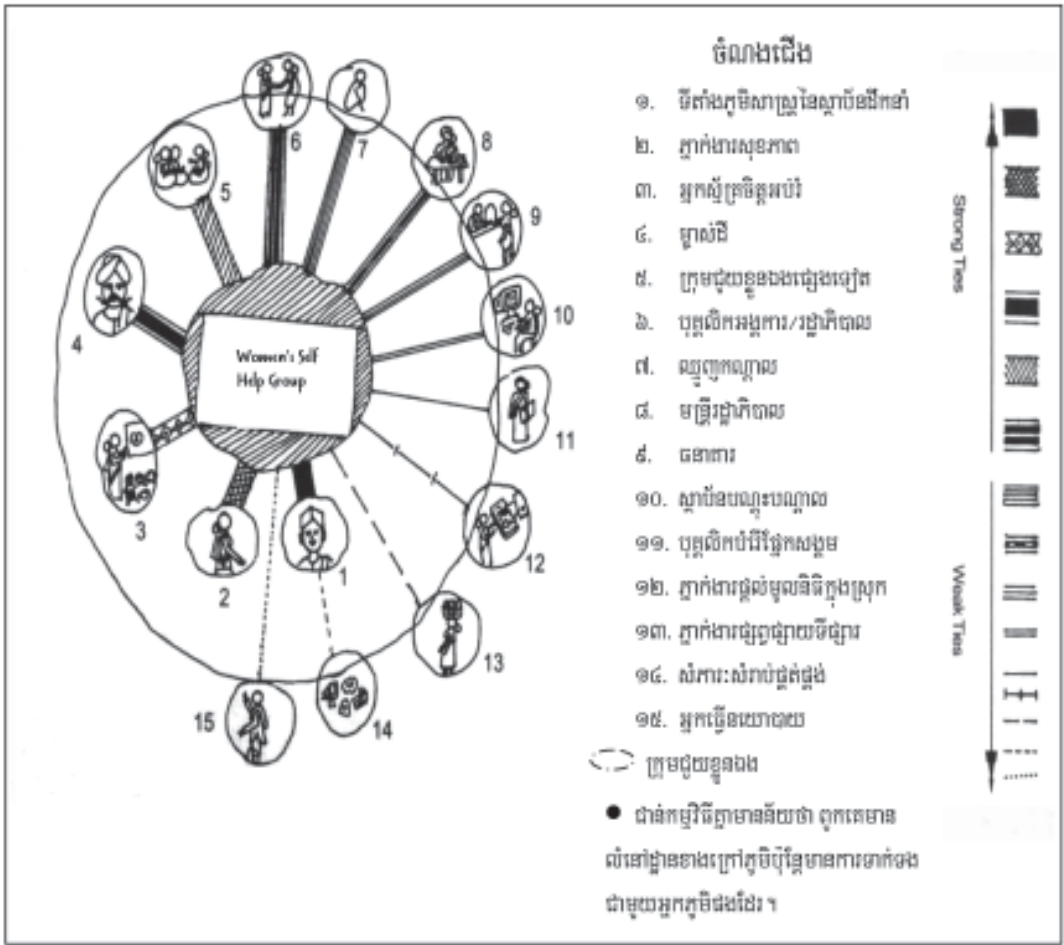 6
7
8
5
9
4
10
Women's Self
Help Group
11
3
12
2
1
13
15
14
ចំណងជើង
១. ទីតាំងភូមិសាស្ត្រនៃស្ថាប័នដឹកនាំ
២. ភ្នាក់ងារសុខភាព
៣. អ្នកស្ម័គ្រចិត្តអប់រំ
៤. ម្ចាស់ដី
៥. ក្រុមជួយខ្លួនឯងផ្សេងទៀត
៦. បុគ្គលិកអង្គការ/រដ្ឋាភិបាល
៧. ឈ្មួញកណ្តាល
៨. មន្ត្រីរដ្ឋាភិបាល
៩. ធនាគារ
១០. ស្ថាប័នបណ្តុះបណ្តាល
១១. បុគ្គលិកបំរើផ្នែកសង្គម
១២. ភ្នាក់ងារផ្តល់មូលនិធិក្នុងស្រុក
១៣. ភ្នាក់ងារផ្សព្វផ្សាយទីផ្សារ
១៤. សំភារៈសំរាប់ផ្គត់ផ្គង់
១៥. អ្នកធ្វើនយោបាយ
ក្រុមជួយខ្លួនឯង
● ជាន់កម្មវិធីគ្នាមានន័យថា ពួកគេមាន
លំនៅដ្ឋានខាងក្រៅភូមិប៉ុន្តែមានការទាក់ទង
ជាមួយអ្នកភូមិផងដែរ ។
Strong Ties
Weak Ties